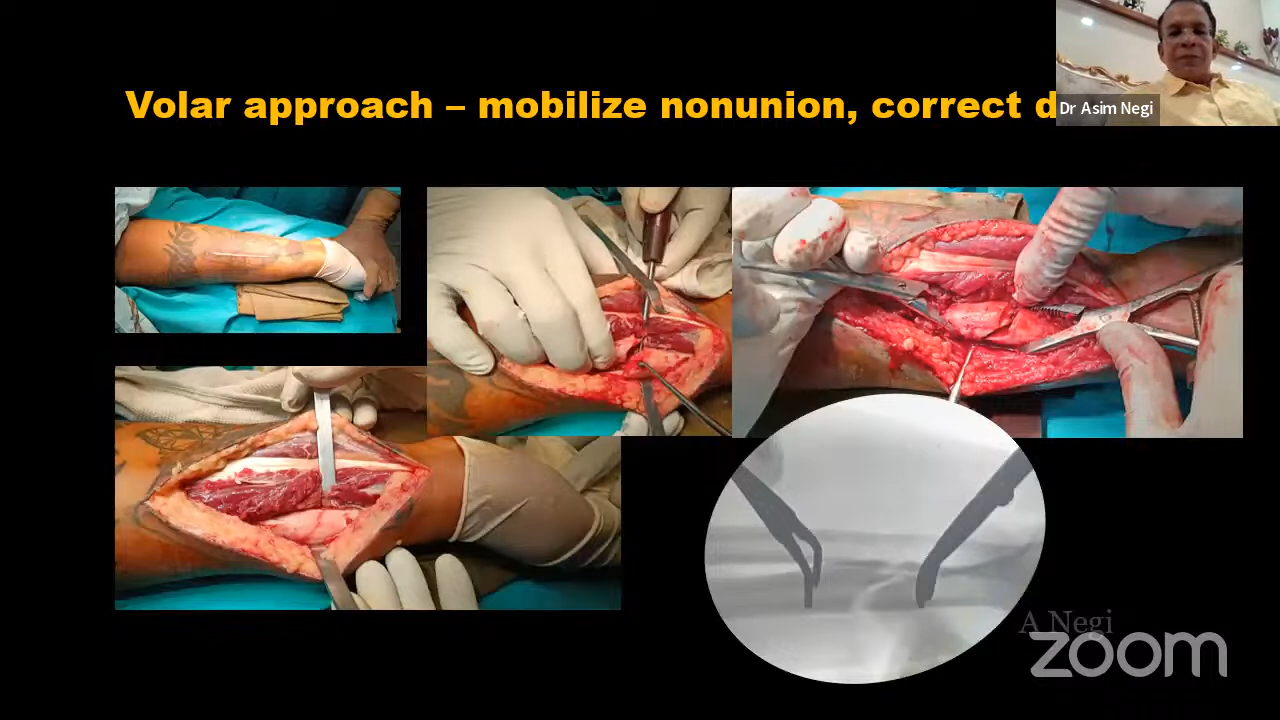 Volar approach – mobilize nonunion, correct d
Dr Asim Negi
A Negi
zoom